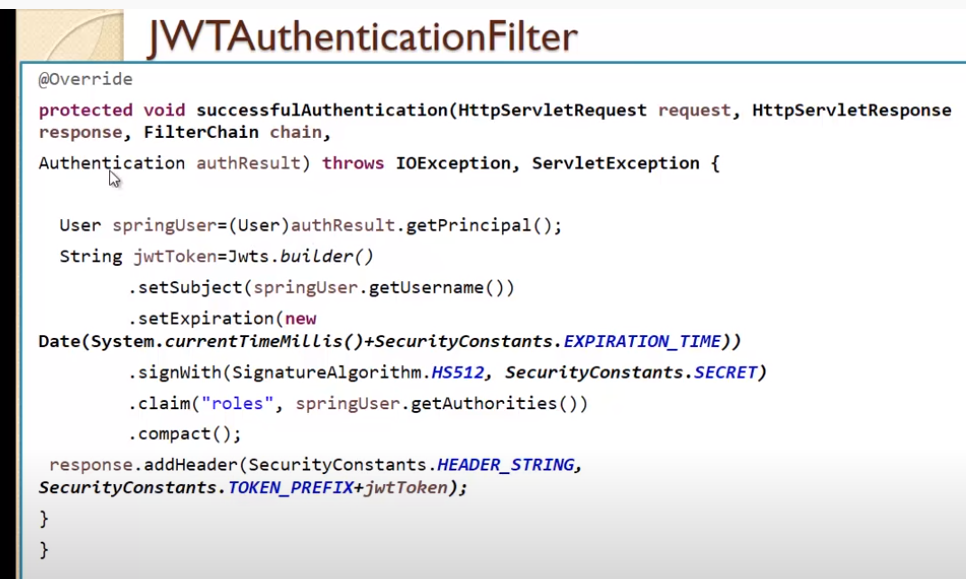 JWTAuthenticationFilter
@Override
protected void successfulAuthentication(HttpServletRequest request, HttpServletResponse
response, FilterChain chain,
Authentication authResult) throws IOException, ServletException {
User springUser=(User)authResult.getPrincipal();
String jwtToken=Jwts.builder()
.setSubject(springUser.getUsername())
.setExpiration(new
Date(System.currentTimeMillis()+SecurityConstants.EXPIRATION_TIME))
.signWith(SignatureAlgorithm.HS512, SecurityConstants.SECRET)
.claim("roles", springUser.getAuthorities())
.compact();
response.addHeader(SecurityConstants.HEADER_STRING,
SecurityConstants.TOKEN_PREFIX+jwtToken);
}
}